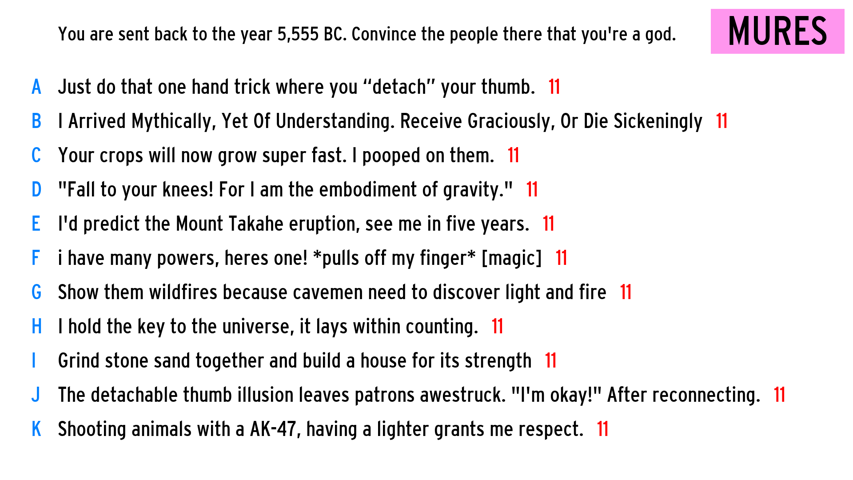 You are sent back to the year 5,555 BC. Convince the people there that you're a god.
MURES
A Just do that one hand trick where you “detach” your thumb. 11
B I Arrived Mythically, Yet Of Understanding. Receive Graciously, Or Die Sickeningly 11
C Your crops will now grow super fast. I pooped on them. 11
D "Fall to your knees! For I am the embodiment of gravity." 11
E I'd predict the Mount Takahe eruption, see me in five years. 11
F i have many powers, heres one! *pulls off my finger* [magic] 11
G Show them wildfires because cavemen need to discover light and fire 11
H I hold the key to the universe, it lays within counting. 11
I Grind stone sand together and build a house for its strength 11
J The detachable thumb illusion leaves patrons awestruck. "I'm okay!" After reconnecting. 11
K Shooting animals with a AK-47, having a lighter grants me respect. 11